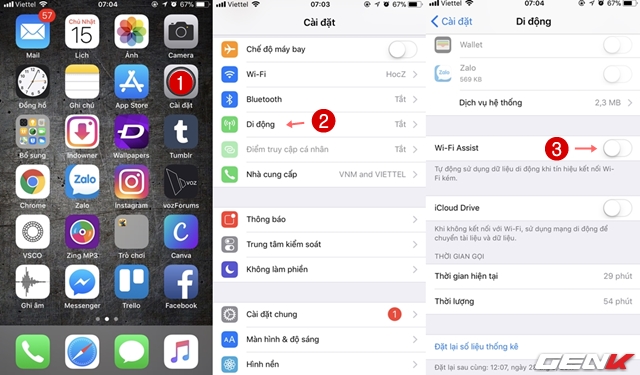 Viettel 07:04 67%
57
Chủ Nhật
15
Mail
Lịch
Ảnh
Camera
1
Đồng hồ
Ghi chú
App Store
Cài đặt
Bổ sung
Indowner
Wallpapers
Tumblr
Zalo
voz
Chrome
Zalo
Instagram
vozForums
Canva
VSCO
Zing MP3
Trò chơi
Canva
Ghi âm
Messenger
Trello
Facebook
Viettel 07:03 67%
Cài đặt
Chế độ máy bay
Wi-Fi HocZ
Bluetooth Tắt
Di động 2 Tắt
Điểm truy cập cá nhân Tắt
Nhà cung cấp VNM and VIETTEL
Thông báo
Trung tâm kiểm soát
Không làm phiền
Cài đặt chung 1
Màn hình & độ sáng
Hình nền
Viettel 07:04 67%
Cài đặt Di động
Wallet
Zalo
569 KB
Dịch vụ hệ thống 2,3 MB
Wi-Fi Assist 3
Tự động sử dụng dữ liệu di động khi tín hiệu kết nối Wi-
Fi kém.
iCloud Drive
Khi không kết nối với Wi-Fi, sử dụng mạng di động để
chuyển tài liệu và dữ liệu.
THỜI GIAN GỌI
Thời gian hiện tại 29 phút
Thời lượng 54 phút
Đặt lại số liệu thống kê
Đặt lại sau cùng: 12:07, ngày
GENK